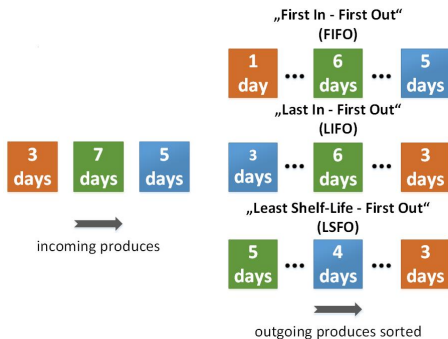 „First In - First Out“
(FIFO)
1 day ••• 6 days ••• 5 days
„Last In - First Out“
(LIFO)
3 days 7 days 5 days
3 days ••• 6 days ••• 3 days
incoming produces
„Least Shelf-Life - First Out“
(LSFO)
5 days ••• 4 days ••• 3 days
outgoing produces sorted